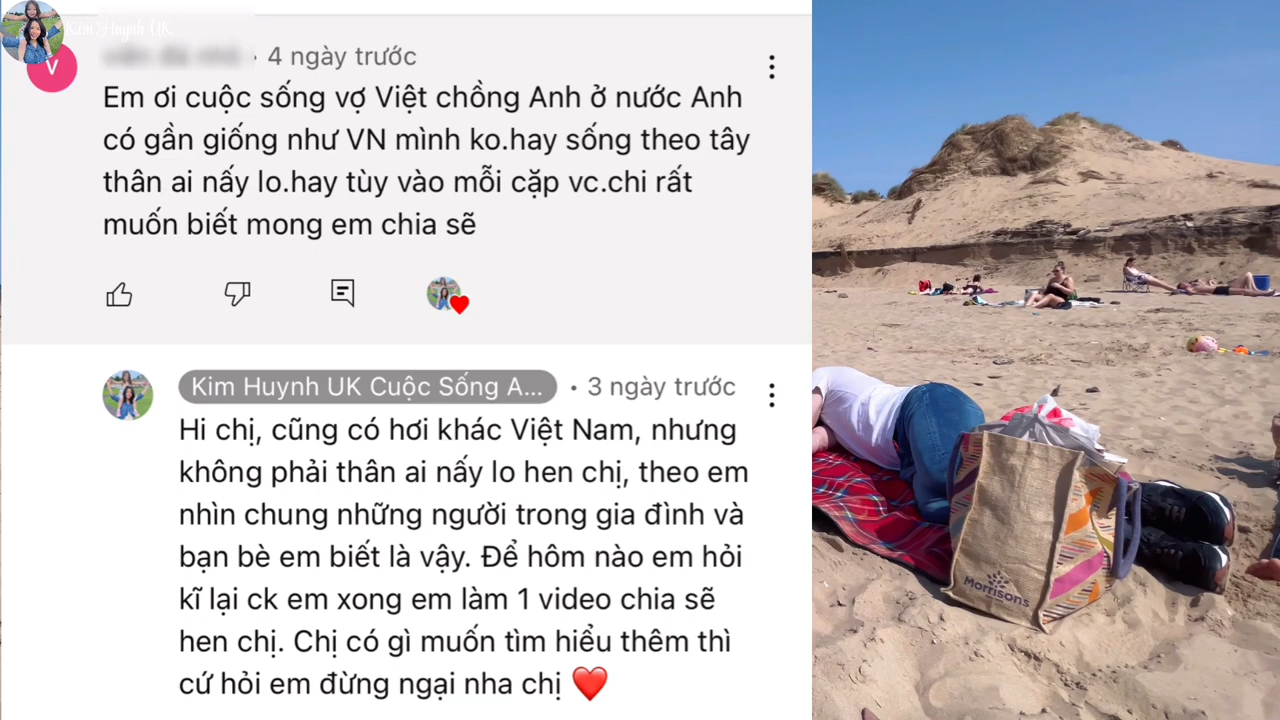 Kim Huynh UK
V
· 4 ngày trước
Em ơi cuộc sống vợ Việt chồng Anh ở nước Anh
có gần giống như VN mình ko.hay sống theo tây
thân ai nấy lo.hay tùy vào mỗi cặp vc.chi rất
muốn biết mong em chia sẽ
Kim Huynh UK Cuộc Sống A... · 3 ngày trước
Hi chị, cũng có hơi khác Việt Nam, nhưng
không phải thân ai nấy lo hen chị, theo em
nhìn chung những người trong gia đình và
bạn bè em biết là vậy. Để hôm nào em hỏi
kĩ lại ck em xong em làm 1 video chia sẽ
hen chị. Chị có gì muốn tìm hiểu thêm thì
cứ hỏi em đừng ngại nha chị ❤️
Morrisons